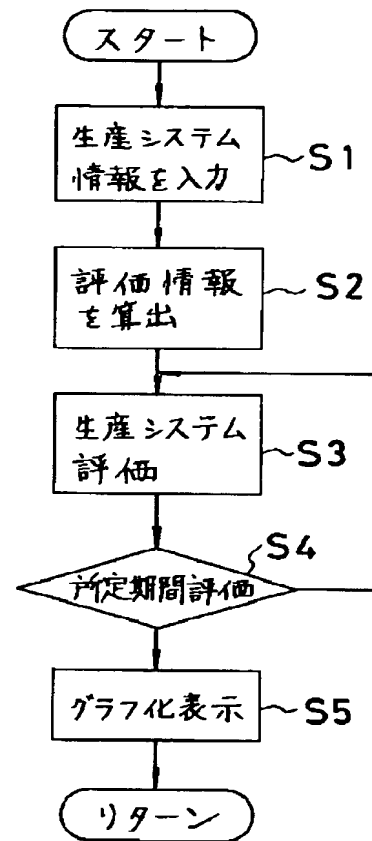 スタート
生産システム
情報を入力
S1
評価情報
を算出
S2
生産システム
評価
S3
S4
所定期間評価
グラフ化表示
S5
リターン